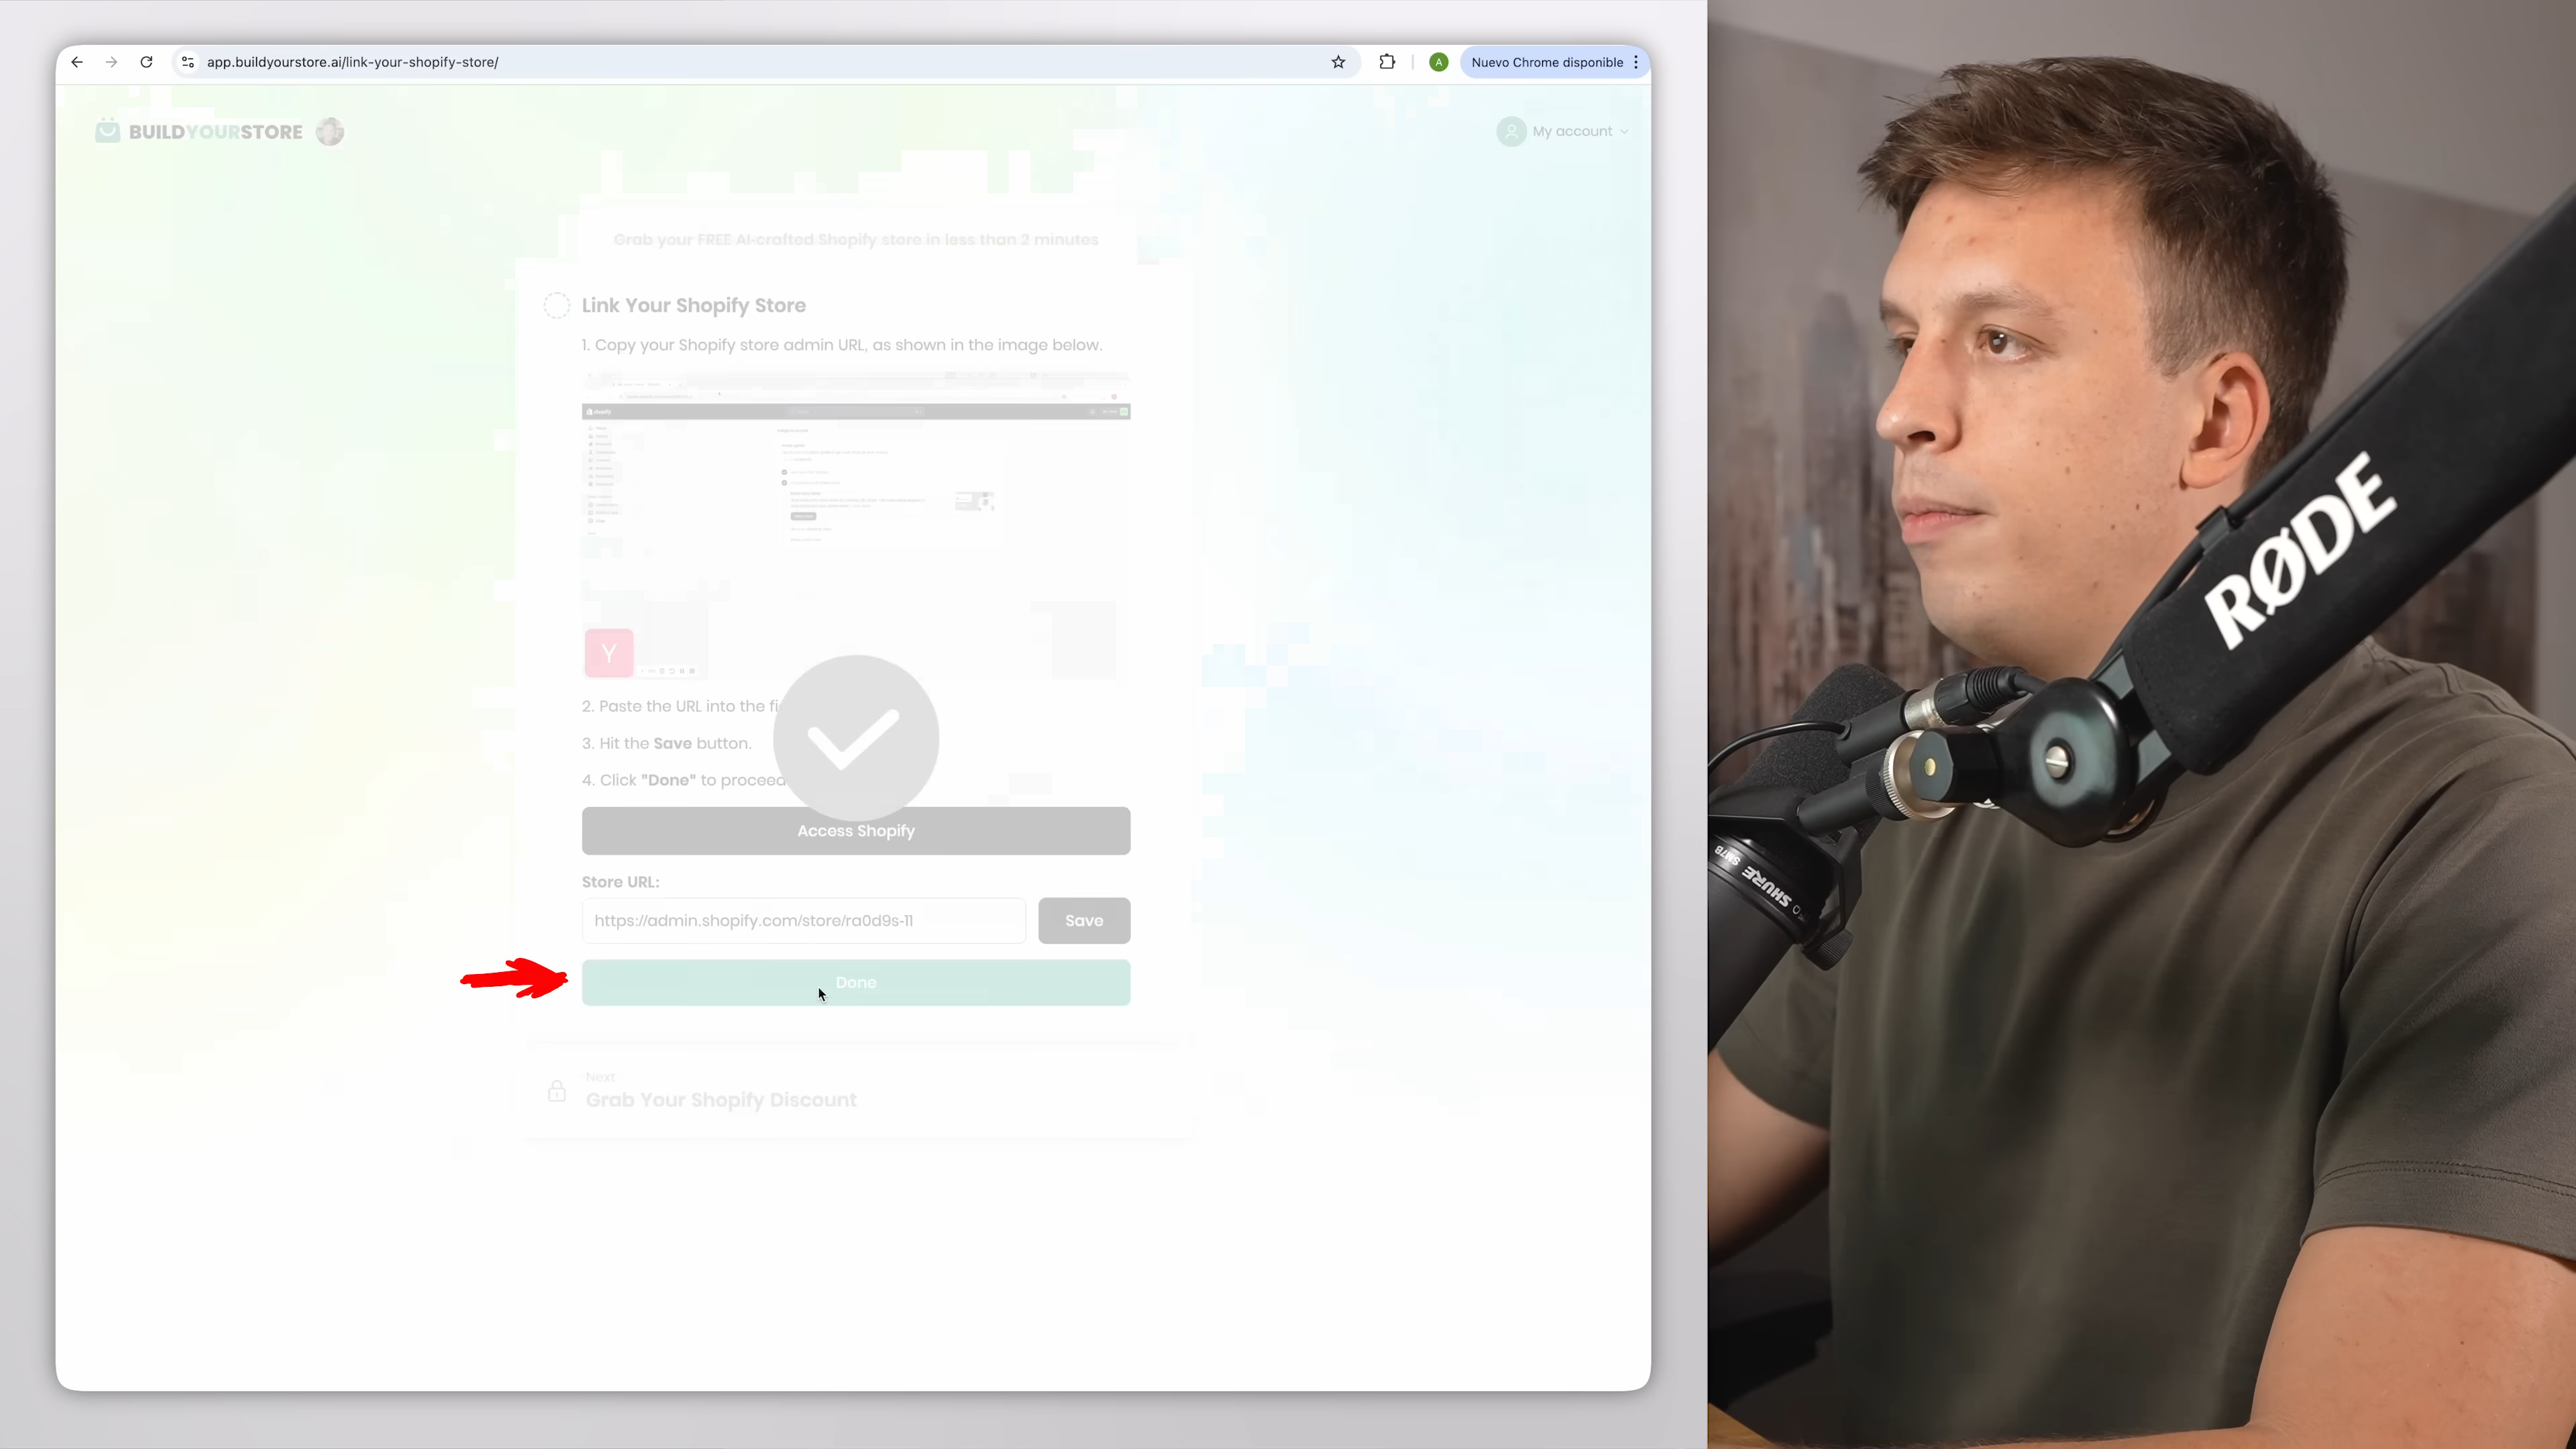 app.buildyourstore.ai/link-your-shopify-store/
A
Nuevo Chrome disponible
BUILDYOURSTORE
My account
Grab your FREE AI-crafted Shopify store in less than 2 minutes
Link Your Shopify Store
1. Copy your Shopify store admin URL, as shown in the image below.
shopify
Y
2. Paste the URL into the
3. Hit the Save button.
4. Click "Done" to proceed
Access Shopify
Store URL:
https://admin.shopify.com/store/ra0d9s-11
Save
Done
Next
Grab Your Shopify Discount
RØDE
SHURE
SM7B